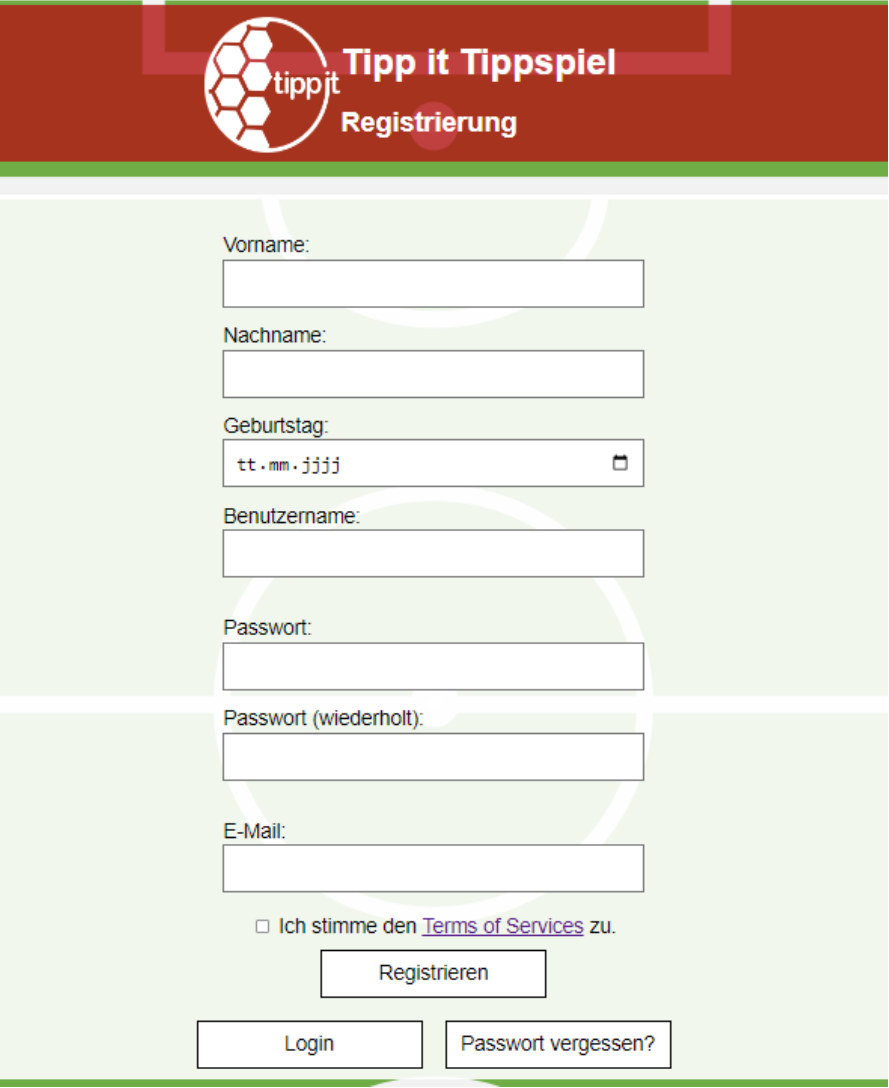 tippit
Tipp it Tippspiel
Registrierung
Vorname:
Nachname:
Geburtstag:
tt.mm.jjjj
Benutzername:
Passwort:
Passwort (wiederholt):
E-Mail:
Ich stimme den Terms of Services zu.
Registrieren
Login
Passwort vergessen?